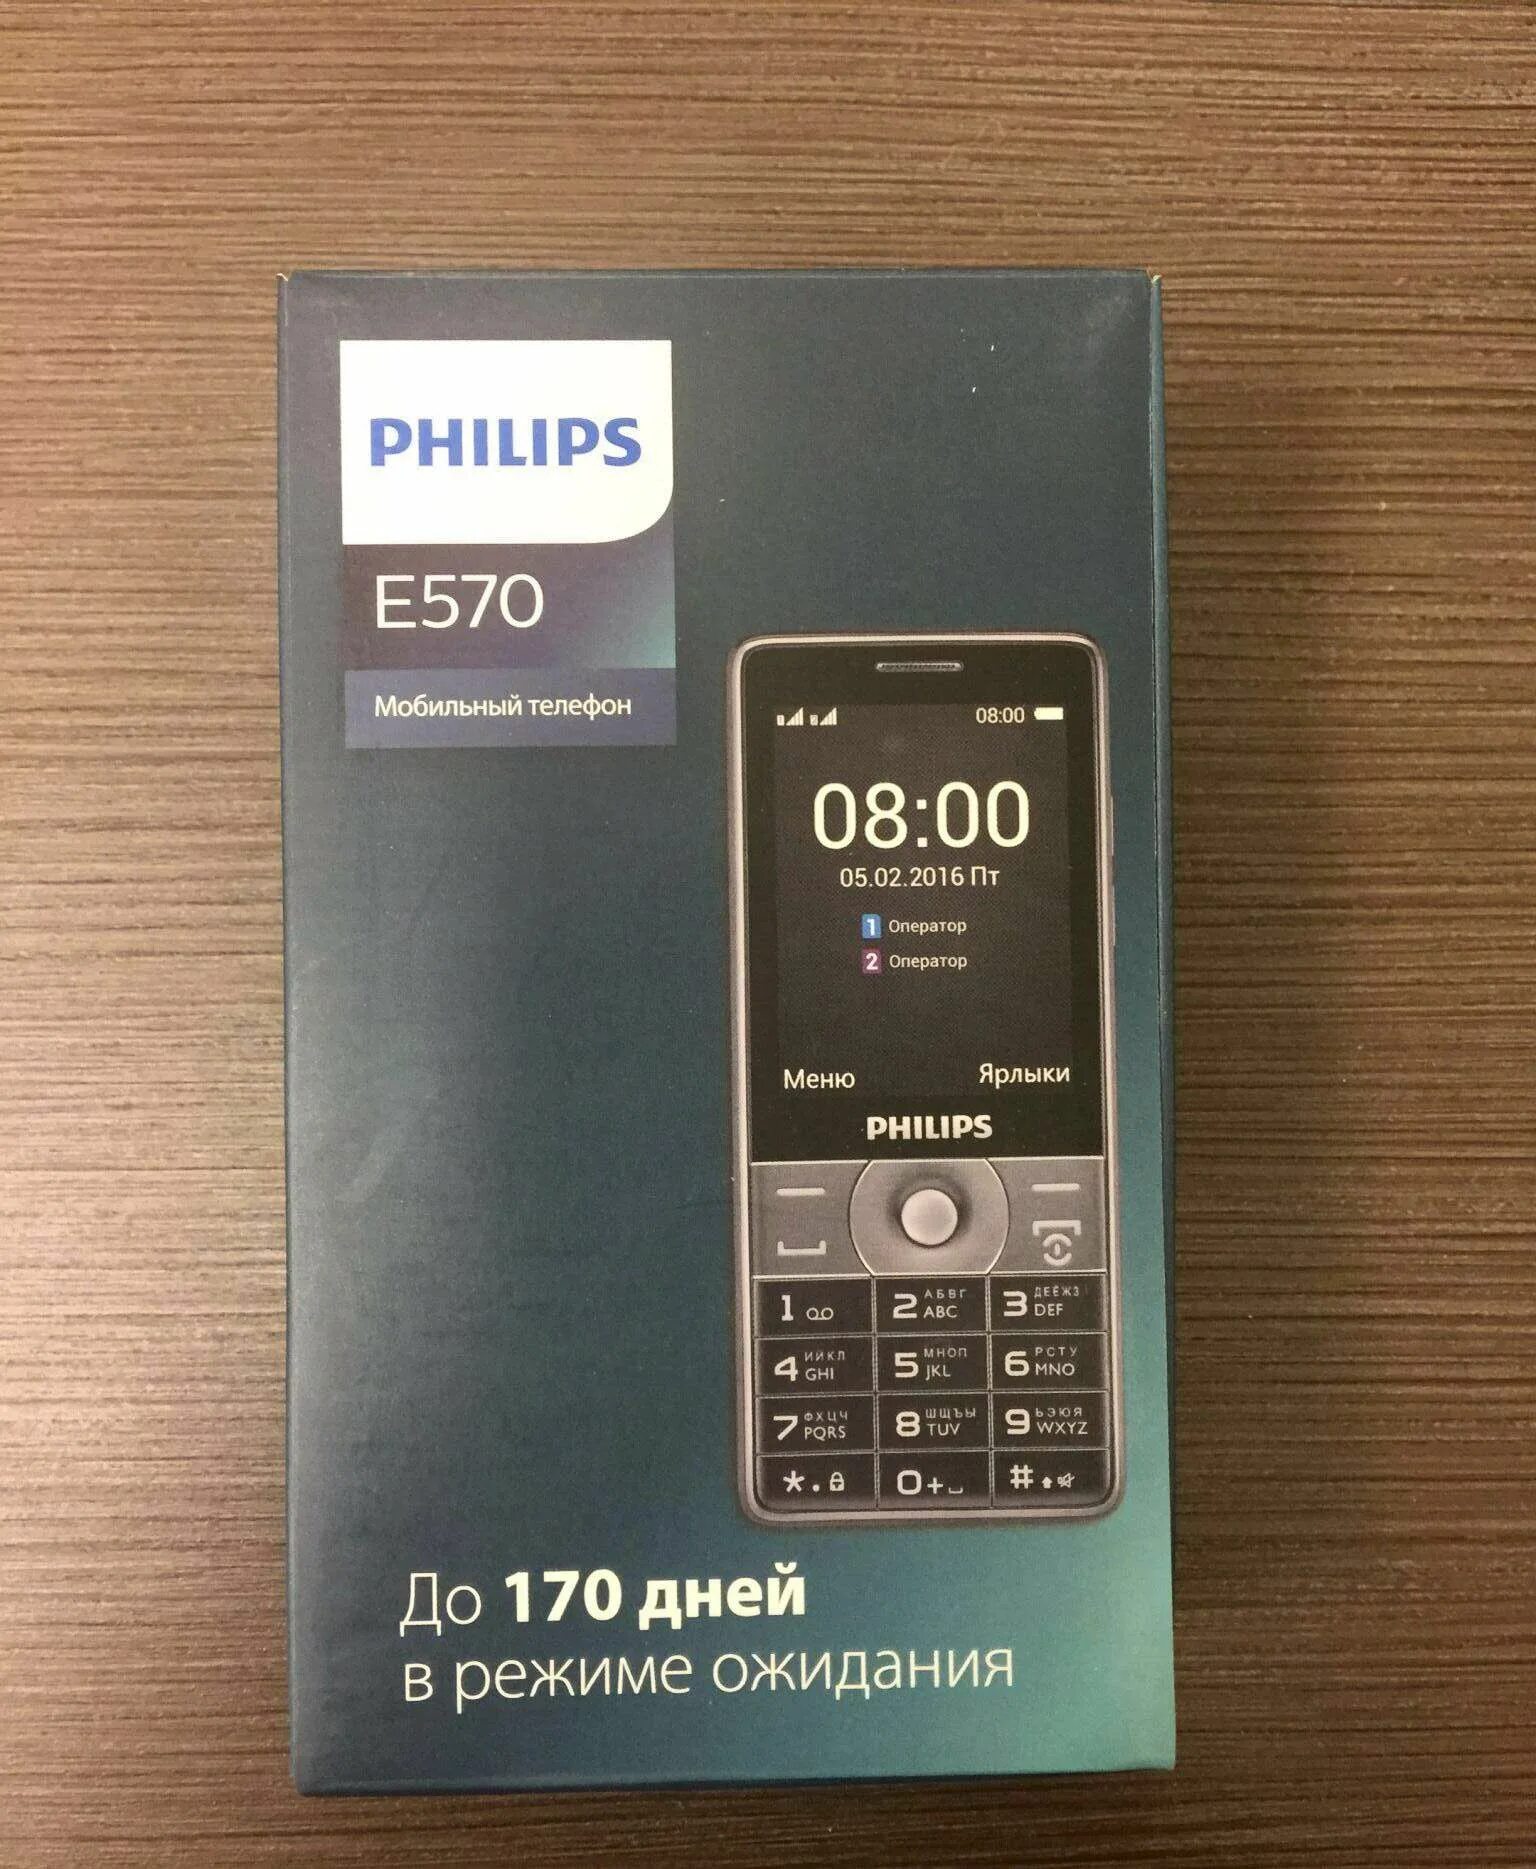 PHILIPS
E570
Мобильный телефон
08:00
08:00
05.02.2016 Пт
1 Оператор
2 Оператор
Меню Ярлыки
PHILIPS
1 2 АБВГ ABC 3 ДЕЁЖЗ DEF
4 ИЙКЛ GHI 5 МНОП JKL 6 РСТУ MNO
7 ФХЦЧ PQRS 8 ШЩЪЫ TUV 9 ЬЭЮЯ WXYZ
* . 0 + #
До 170 дней
в режиме ожидания